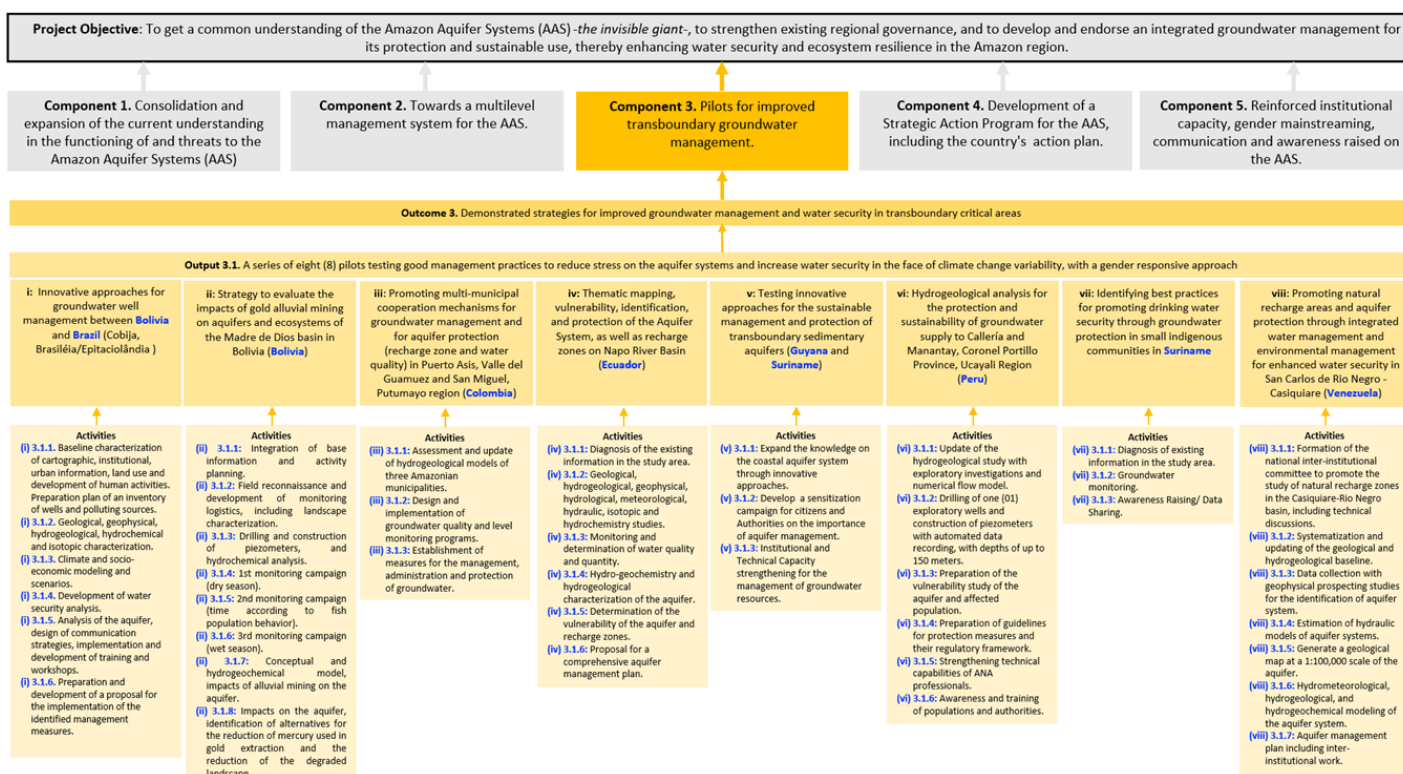 Project Objective: To get a common understanding of the Amazon Aquifer Systems (AAS) -the invisible giant-, to strengthen existing regional governance, and to develop and endorse an integrated groundwater management for
its protection and sustainable use, thereby enhancing water security and ecosystem resilience in the Amazon region.
Component 1. Consolidation and
expansion of the current understanding
in the functioning of and threats to the
Amazon Aquifer Systems (AAS)
Component 2. Towards a multilevel
management system for the AAS.
Component 3. Pilots for improved
transboundary groundwater
management.
Component 4. Development of a
Strategic Action Program for the AAS,
including the country's action plan.
Component 5. Reinforced institutional
capacity, gender mainstreaming,
communication and awareness raised on
the AAS.
Outcome 3. Demonstrated strategies for improved groundwater management and water security in transboundary critical areas
Output 3.1. A series of eight (8) pilots testing good management practices to reduce stress on the aquifer systems and increase water security in the face of climate change variability, with a gender responsive approach
i: Innovative approaches for
groundwater well
management between Bolivia
and Brazil (Cobija,
Brasiléia/Epitaciolândia )
ii: Strategy to evaluate the
impacts of gold alluvial mining
on aquifers and ecosystems of
the Madre de Dios basin in
Bolivia (Bolivia)
iii: Promoting multi-municipal
cooperation mechanisms for
groundwater management and
for aquifer protection
(recharge zone and water
quality) in Puerto Asis, Valle del
Guamuez and San Miguel,
Putumayo region (Colombia)
iv: Thematic mapping,
vulnerability, identification,
and protection of the Aquifer
System, as well as recharge
zones on Napo River Basin
(Ecuador)
v: Testing innovative
approaches for the sustainable
management and protection of
transboundary sedimentary
aquifers (Guyana and
Suriname)
vi: Hydrogeological analysis for
the protection and
sustainability of groundwater
supply to Callería and
Manantay, Coronel Portillo
Province, Ucayali Region
(Peru)
vii: Identifying best practices
for promoting drinking water
security through groundwater
protection in small indigenous
communities in Suriname
viii: Promoting natural
recharge areas and aquifer
protection through integrated
water management and
environmental management
for enhanced water security in
San Carlos de Rio Negro -
Casiquiare (Venezuela)
Activities
(i) 3.1.1. Baseline characterization
of cartographic, institutional,
urban information, land use and
development of human activities.
Preparation plan of an inventory
of wells and polluting sources.
(i) 3.1.2. Geological, geophysical,
hydrogeological, hydrochemical
and isotopic characterization.
(i) 3.1.3. Climate and socio-
economic modeling and
scenarios.
(i) 3.1.4. Development of water
security analysis.
(i) 3.1.5. Analysis of the aquifer,
design of communication
strategies, implementation and
development of training and
workshops.
(i) 3.1.6. Preparation and
development of a proposal for
the implementation of the
identified management
measures.
Activities
(ii) 3.1.1: Integration of base
information and activity
planning.
(ii) 3.1.2: Field reconnaissance and
development of monitoring
logistics, including landscape
characterization.
(ii) 3.1.3: Drilling and construction
of piezometers, and
hydrochemical analysis.
(ii) 3.1.4: 1st monitoring campaign
(dry season).
(ii) 3.1.5: 2nd monitoring campaign
(time according to fish
population behavior).
(ii) 3.1.6: 3rd monitoring campaign
(wet season).
(ii) 3.1.7: Conceptual and
hydrogeochemical model,
impacts of alluvial mining on the
aquifer.
(ii) 3.1.8: Impacts on the aquifer,
identification of alternatives for
the reduction of mercury used in
gold extraction and the
reduction of the degraded
landscape.
Activities
(iii) 3.1.1: Assessment and update
of hydrogeological models of
three Amazonian
municipalities.
(iii) 3.1.2: Design and
implementation of
groundwater quality and level
monitoring programs.
(iii) 3.1.3: Establishment of
measures for the management,
administration and protection
of groundwater.
Activities
(iv) 3.1.1: Diagnosis of the existing
information in the study area.
(iv) 3.1.2: Geological,
hydrogeological, geophysical,
hydrological, meteorological,
hydraulic, isotopic and
hydrochemistry studies.
(iv) 3.1.3: Monitoring and
determination of water quality
and quantity.
(iv) 3.1.4: Hydro-geochemistry and
hydrogeological
characterization of the aquifer.
(iv) 3.1.5: Determination of the
vulnerability of the aquifer and
recharge zones.
(iv) 3.1.6: Proposal for a
comprehensive aquifer
management plan.
Activities
(v) 3.1.1: Expand the knowledge on
the coastal aquifer system
through innovative
approaches.
(v) 3.1.2: Develop a sensitization
campaign for citizens and
Authorities on the importance
of aquifer management.
(v) 3.1.3: Institutional and
Technical Capacity
strengthening for the
management of groundwater
resources.
Activities
(vi) 3.1.1: Update of the
hydrogeological study with
exploratory investigations and
numerical flow model.
(vi) 3.1.2: Drilling of one (01)
exploratory wells and
construction of piezometers
with automated data
recording, with depths of up to
150 meters.
(vi) 3.1.3: Preparation of the
vulnerability study of the
aquifer and affected
population.
(vi) 3.1.4: Preparation of guidelines
for protection measures and
their regulatory framework.
(vi) 3.1.5: Strengthening technical
capabilities of ANA
professionals.
(vi) 3.1.6: Awareness and training
of populations and authorities.
Activities
(vii) 3.1.1: Diagnosis of existing
information in the study area.
(vii) 3.1.2: Groundwater
monitoring.
(vii) 3.1.3: Awareness Raising/ Data
Sharing.
Activities
(viii) 3.1.1: Formation of the
national inter-institutional
committee to promote the
study of natural recharge zones
in the Casiquiare-Rio Negro
basin, including technical
discussions.
(viii) 3.1.2: Systematization and
updating of the geological and
hydrogeological baseline.
(viii) 3.1.3: Data collection with
geophysical prospecting studies
for the identification of aquifer
system.
(viii) 3.1.4: Estimation of hydraulic
models of aquifer systems.
(viii) 3.1.5: Generate a geological
map at a 1:100,000 scale of the
aquifer.
(viii) 3.1.6: Hydrometeorological,
hydrogeological, and
hydrogeochemical modeling of
the aquifer system.
(viii) 3.1.7: Aquifer management
plan including inter-
institutional work.